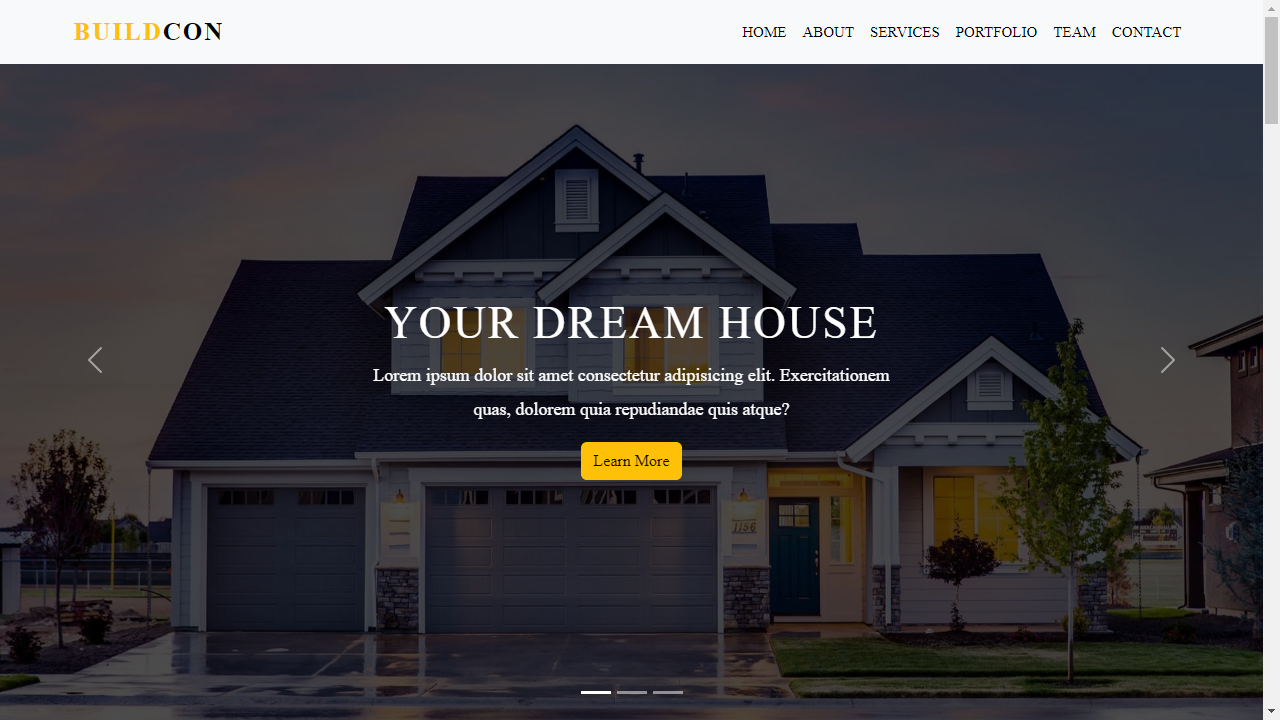 BUILDCON
HOME ABOUT SERVICES PORTFOLIO TEAM CONTACT
YOUR DREAM HOUSE
Lorem ipsum dolor sit amet consectetur adipisicing elit. Exercitationem
quas, dolorem quia repudiandae quis atque?
Learn More
1156